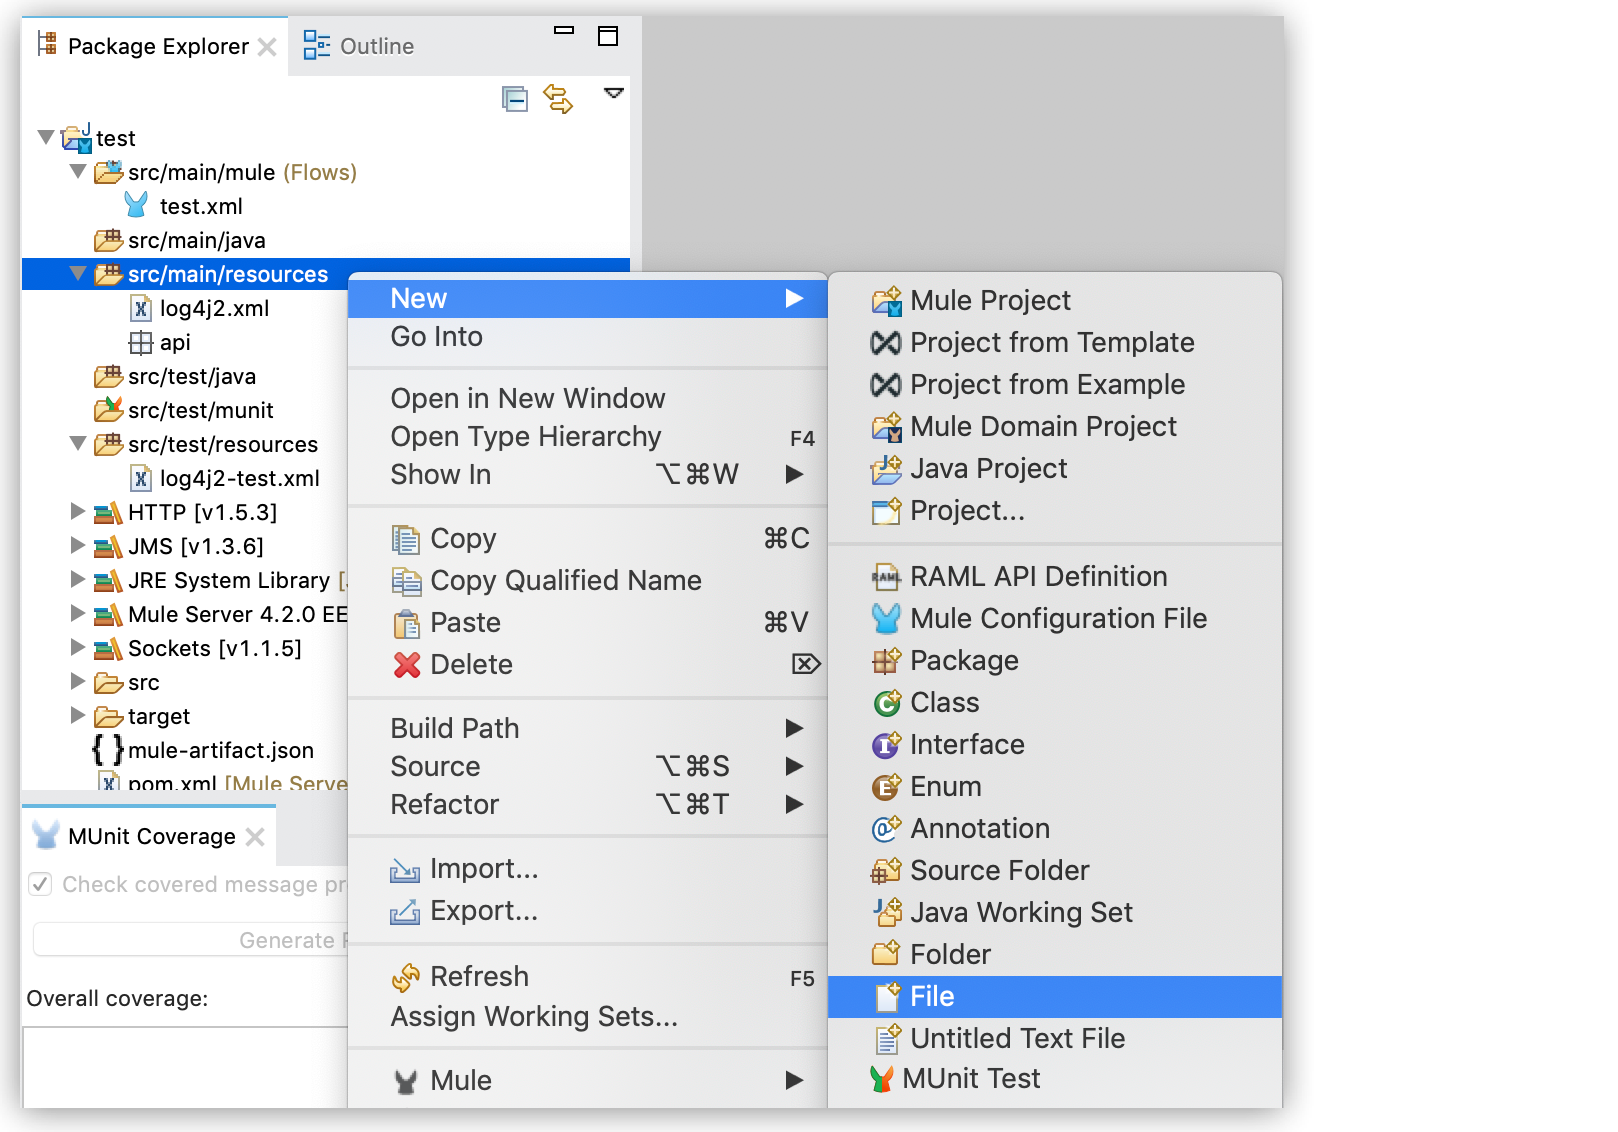 Package Explorer
Outline
test
src/main/mule (Flows)
test.xml
src/main/java
src/main/resources
log4j2.xml
api
src/test/java
src/test/munit
src/test/resources
log4j2-test.xml
HTTP [v1.5.3]
JMS [v1.3.6]
JRE System Library [
Mule Server 4.2.0 EE
Sockets [v1.1.5]
src
target
mule-artifact.json
pom.xml [Mule Serve
MUnit Coverage
Check covered message pr
Generate
Overall coverage:
New
Go Into
Open in New Window
Open Type Hierarchy F4
Show In ⌥⌘W
Copy ⌘C
Copy Qualified Name
Paste ⌘V
Delete ⌦
Build Path
Source ⌥⌘S
Refactor ⌥⌘T
Import...
Export...
Refresh F5
Assign Working Sets...
Mule
Mule Project
Project from Template
Project from Example
Mule Domain Project
Java Project
Project...
RAML API Definition
Mule Configuration File
Package
Class
Interface
Enum
Annotation
Source Folder
Java Working Set
Folder
File
Untitled Text File
MUnit Test